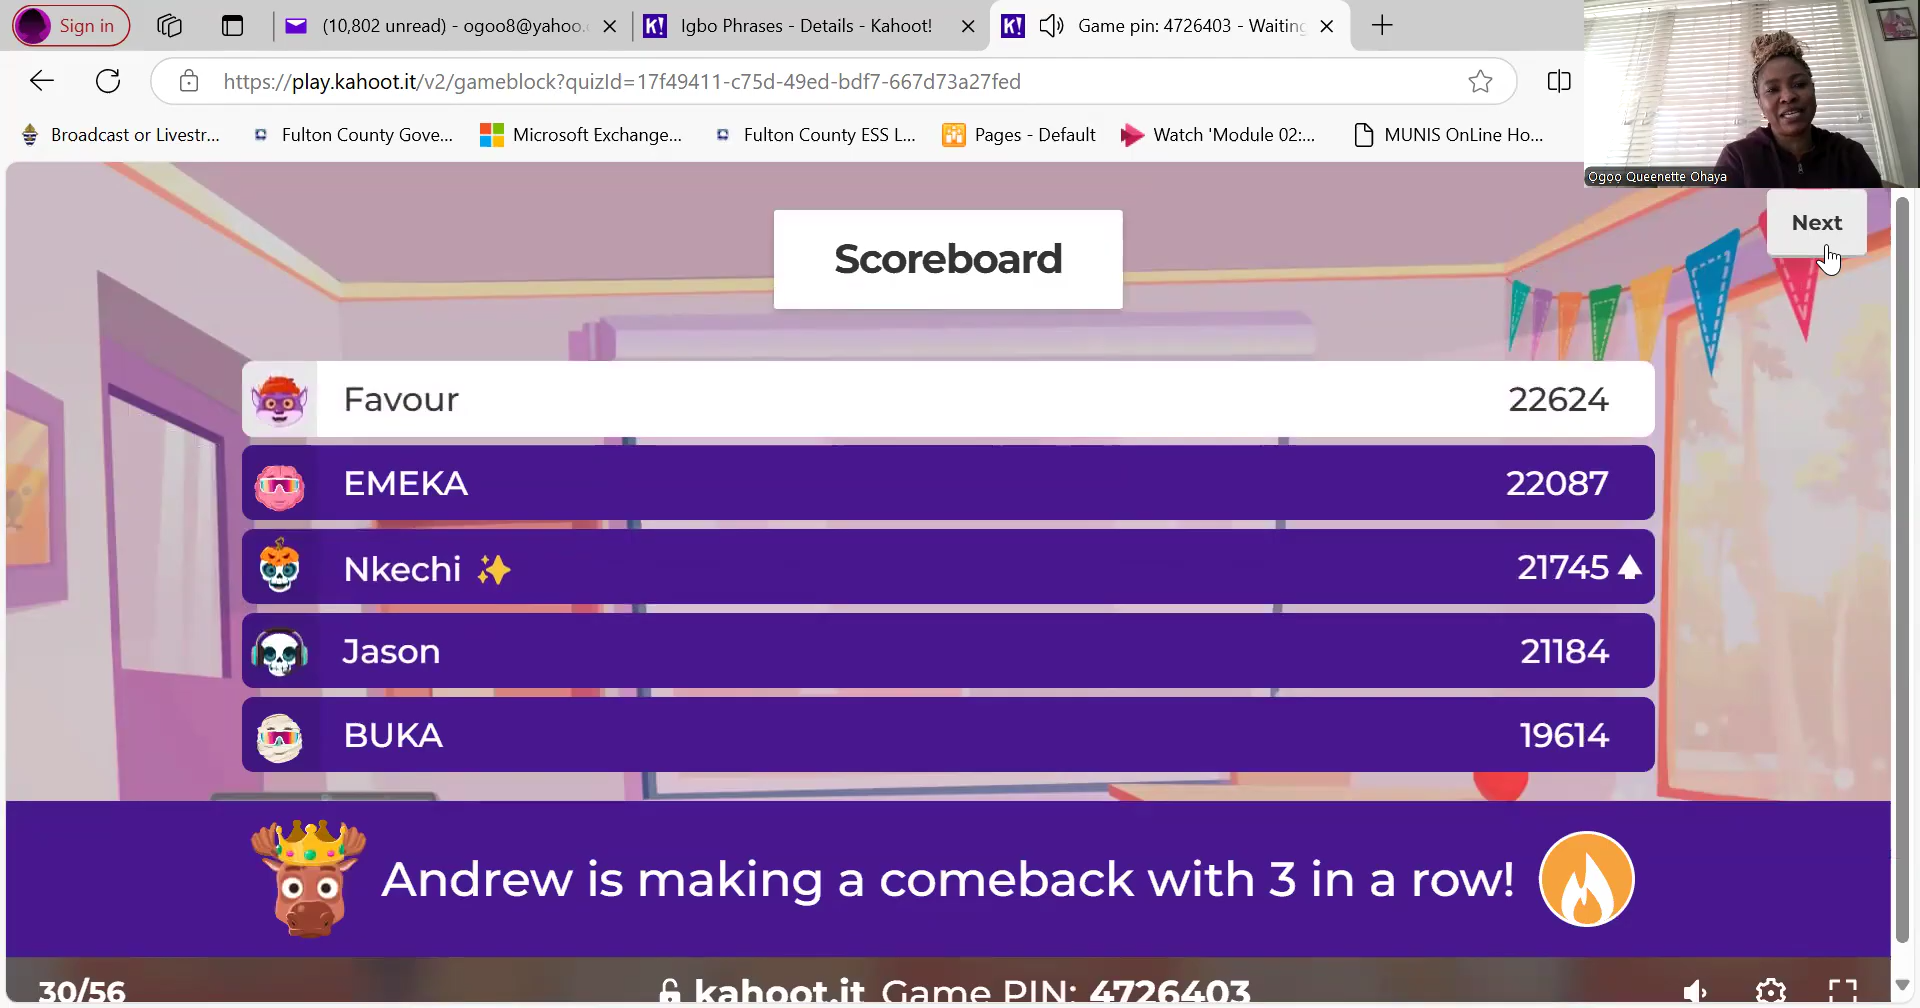 Sign in
(10,802 unread) - ogoo8@yahoo.
Igbo Phrases - Details - Kahoot!
Game pin: 4726403 - Waiting
https://play.kahoot.it/v2/gameblock?quizId=17f49411-c75d-49ed-bdf7-667d73a27fed
Broadcast or Livestr...
Fulton County Gove...
Microsoft Exchange...
Fulton County ESS L...
Pages - Default
Watch 'Module 02:...
MUNIS OnLine Ho...
Ogoo Queenette Ohaya
Next
Scoreboard
Favour 22624
EMEKA 22087
Nkechi ✨ 21745
Jason 21184
BUKA 19614
Andrew is making a comeback with 3 in a row!
30/56
kahoot.it Game PIN: 4726403